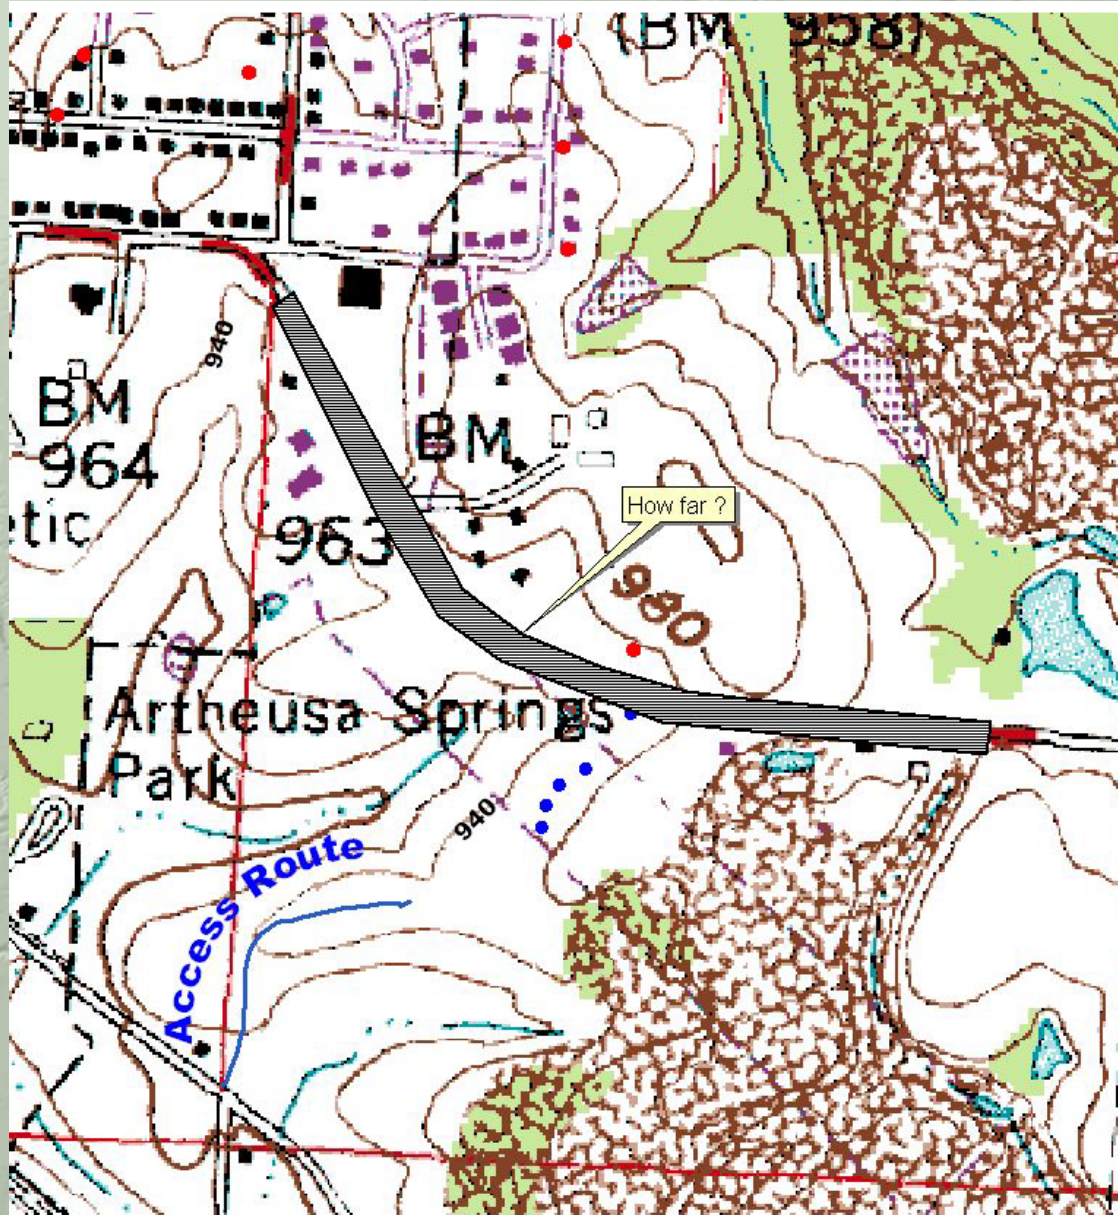 (BM 958)
940
BM
964
BM
etic
963
How far ?
980
Artheusa Springs
Park
940
Access Route